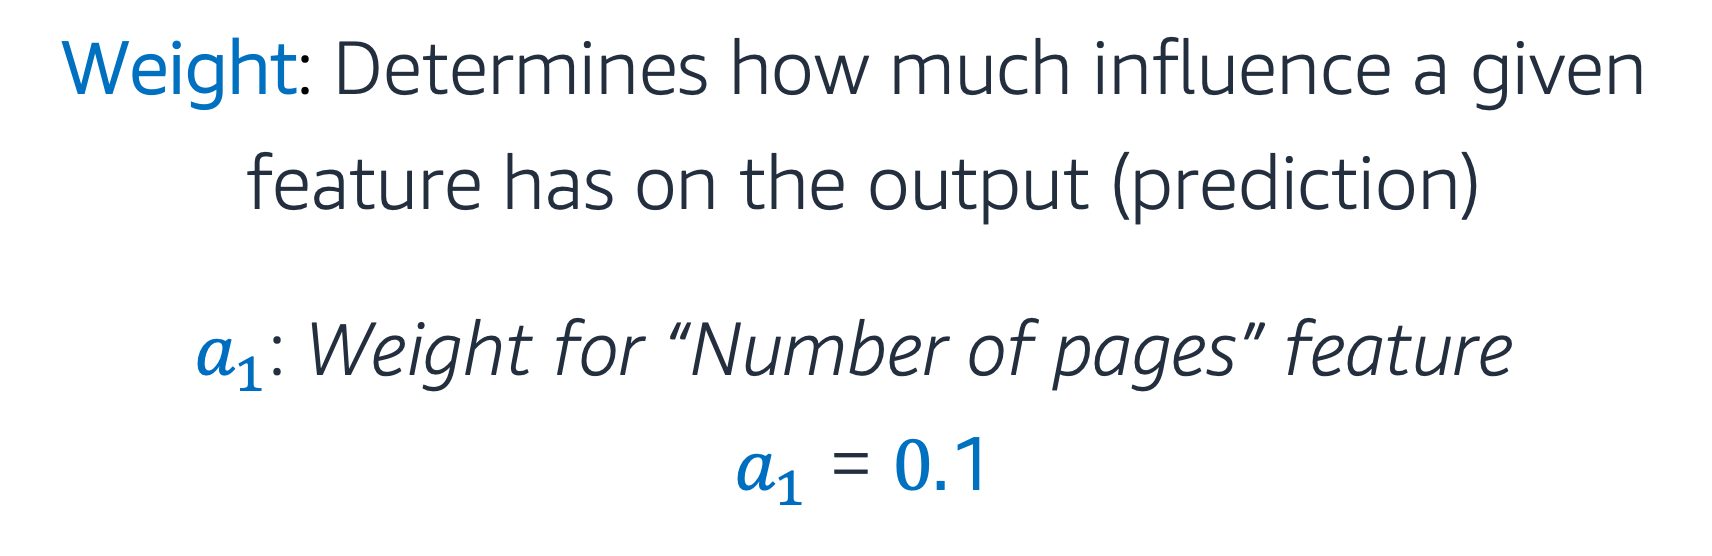 Weight: Determines how much influence a given
feature has on the output (prediction)
a₁: Weight for “Number of pages” feature
a₁ = 0.1